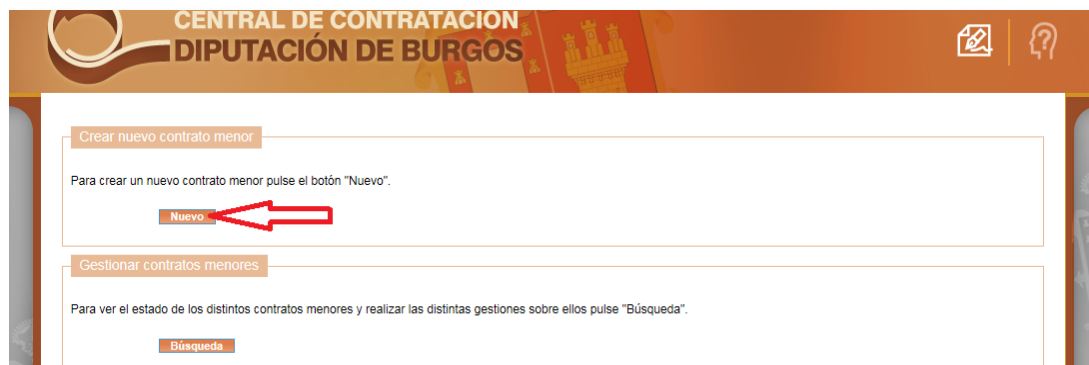 CENTRAL DE CONTRATACIÓN
DIPUTACIÓN DE BURGOS
Crear nuevo contrato menor
Para crear un nuevo contrato menor pulse el botón "Nuevo".
Nuevo
Gestionar contratos menores
Para ver el estado de los distintos contratos menores y realizar las distintas gestiones sobre ellos pulse "Búsqueda".
Búsqueda